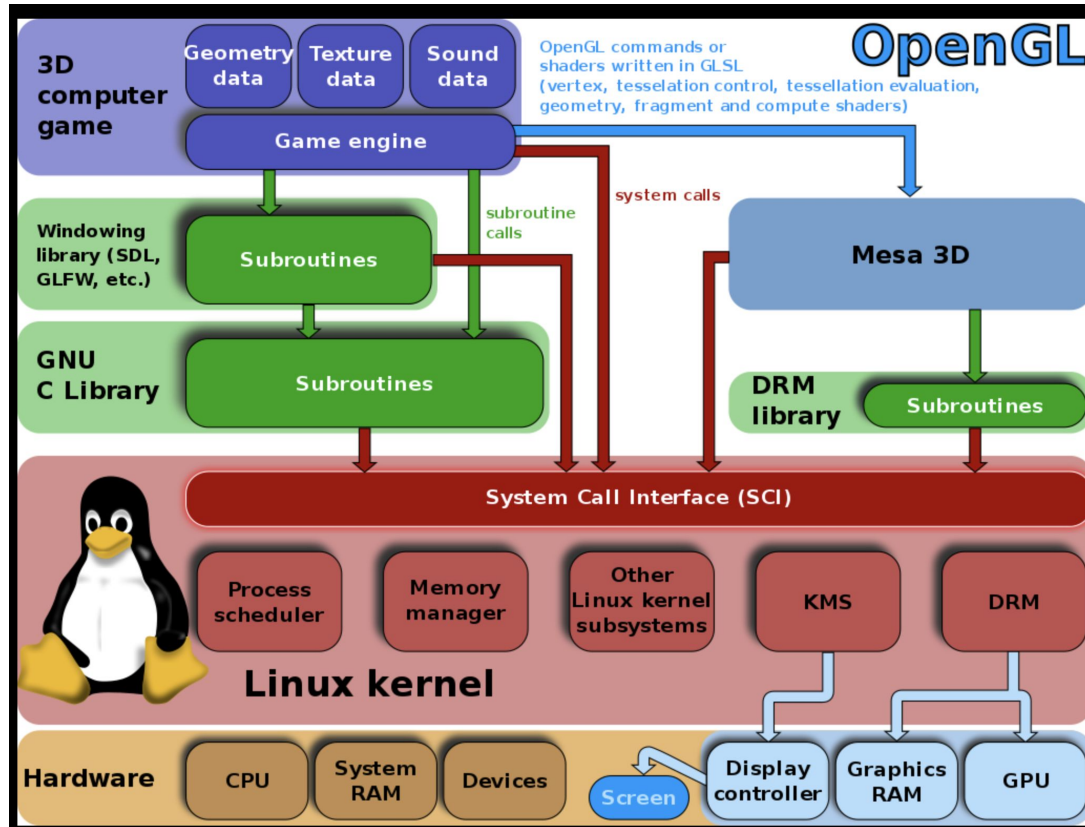 OpenGL
3D
computer
game
Geometry
data
Texture
data
Sound
data
Game engine
OpenGL commands or
shaders written in GLSL
(vertex, tesselation control, tessellation evaluation,
geometry, fragment and compute shaders)
system calls
subroutine
calls
Windowing
library (SDL,
GLFW, etc.)
Subroutines
Mesa 3D
GNU
C Library
Subroutines
DRM
library
Subroutines
System Call Interface (SCI)
Process
scheduler
Memory
manager
Other
Linux kernel
subsystems
KMS
DRM
Linux kernel
Hardware
CPU
System
RAM
Devices
Screen
Display
controller
Graphics
RAM
GPU